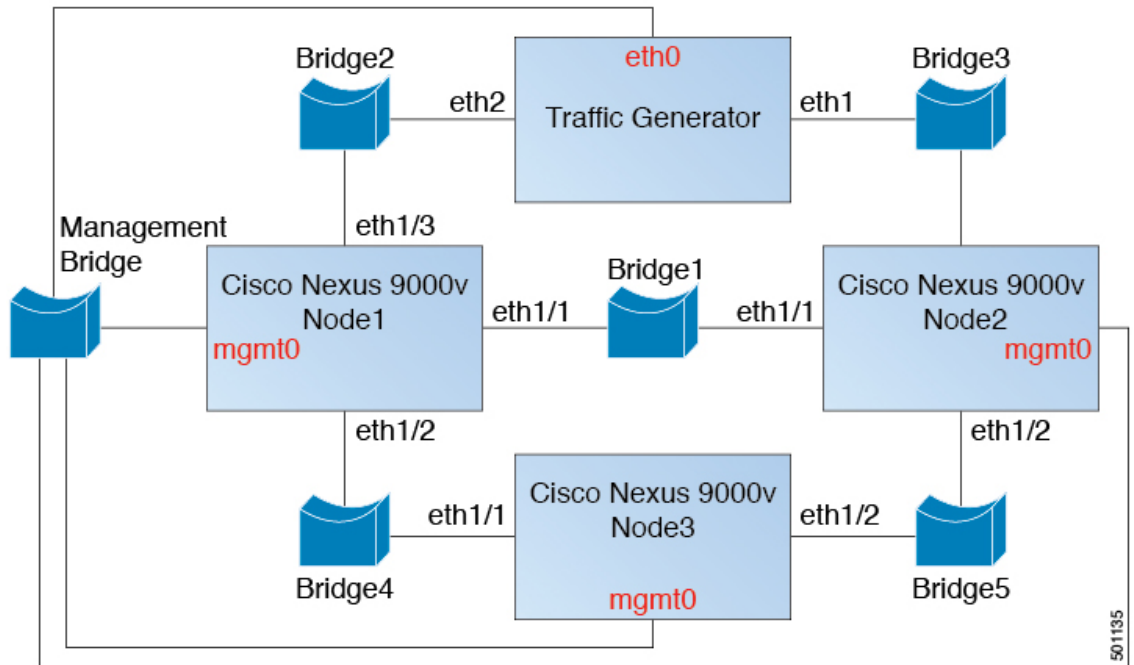 eth0
Traffic Generator
Bridge2
eth2
eth1
Bridge3
Management
Bridge
eth1/3
Cisco Nexus 9000v
Node1
mgmt0
eth1/1
Bridge1
eth1/1
Cisco Nexus 9000v
Node2
mgmt0
eth1/2
eth1/2
Bridge4
eth1/1
Cisco Nexus 9000v
Node3
mgmt0
eth1/2
Bridge5
501135